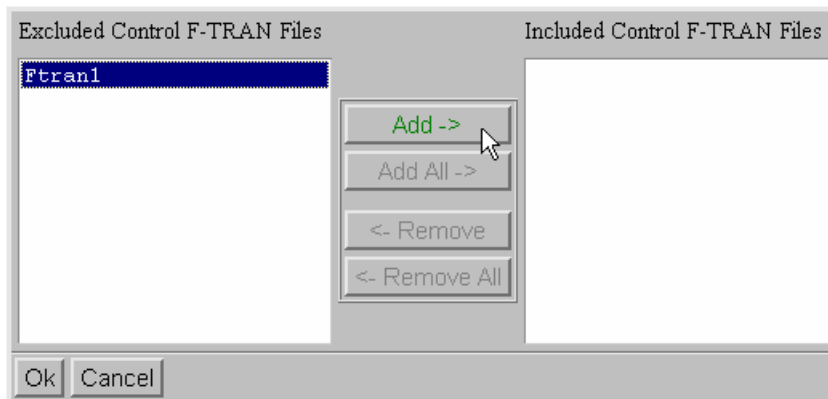 Excluded Control F-TRAN Files
Included Control F-TRAN Files
Ftran1
Add ->
Add All ->
<- Remove
<- Remove All
Ok
Cancel